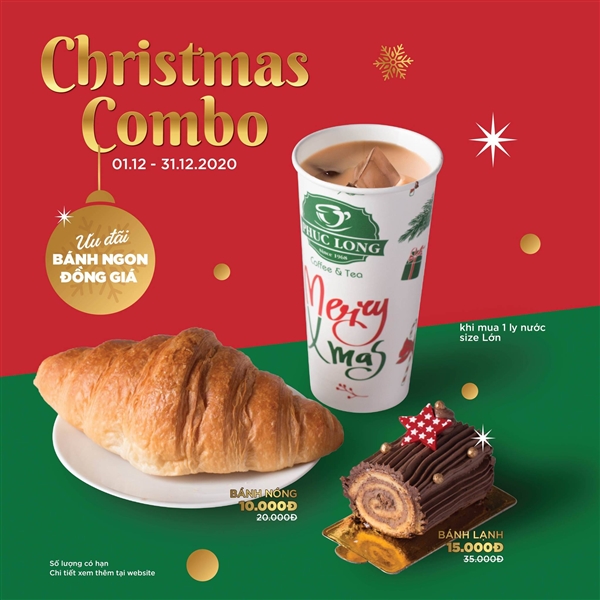 Christmas
Combo
01.12 - 31.12.2020
Ưu đãi
BÁNH NGON
ĐỒNG GIÁ
PHUC LONG
Since 1968
Coffee & Tea
Merry
Xmas
khi mua 1 ly nước
size Lớn
BÁNH NÓNG
10.000Đ
20.000Đ
BÁNH LẠNH
15.000Đ
35.000Đ
Số lượng có hạn
Chi tiết xem thêm tại website